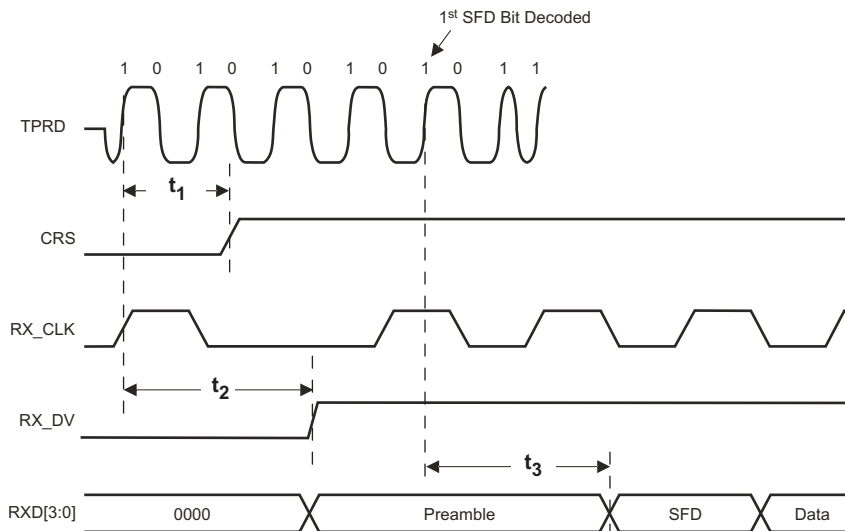 1st SFD Bit Decoded
1 0 1 0 1 0 1 0 1 0 1 1
TPRD
t1
CRS
RX_CLK
t2
RX_DV
t3
RXD[3:0] 0000 Preamble SFD Data